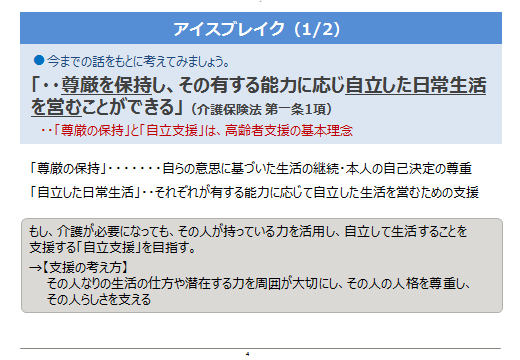 アイスブレイク（1/2）
●今までの話をもとに考えてみましょう。
「・・尊厳を保持し、その有する能力に応じ自立した日常生活
を営むことができる」（介護保険法 第一条1項）
・・「尊厳の保持」と「自立支援」は、高齢者支援の基本理念
「尊厳の保持」・・・・・・・自らの意思に基づいた生活の継続・本人の自己決定の尊重
「自立した日常生活」・・それぞれが有する能力に応じて自立した生活を営むための支援
もし、介護が必要になっても、その人が持っている力を活用し、自立して生活することを
支援する「自立支援」を目指す。
→【支援の考え方】
その人なりの生活の仕方や潜在する力を周囲が大切にし、その人の人格を尊重し、
その人らしさを支える
4